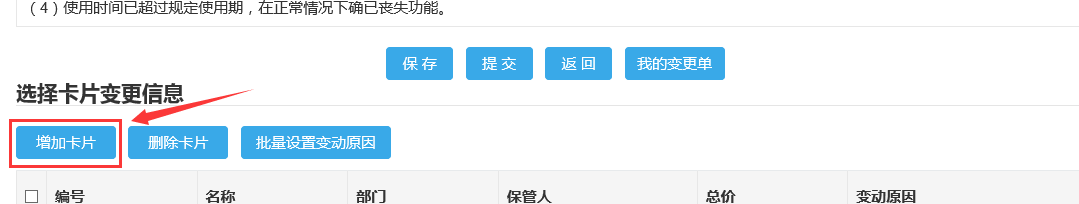 （4）使用时间已超过规定使用期，在正常情况下确已丧失功能。
保 存 提 交 返 回 我的变更单
选择卡片变更信息
增加卡片 删除卡片 批量设置变动原因
编号 名称 部门 保管人 总价 变动原因